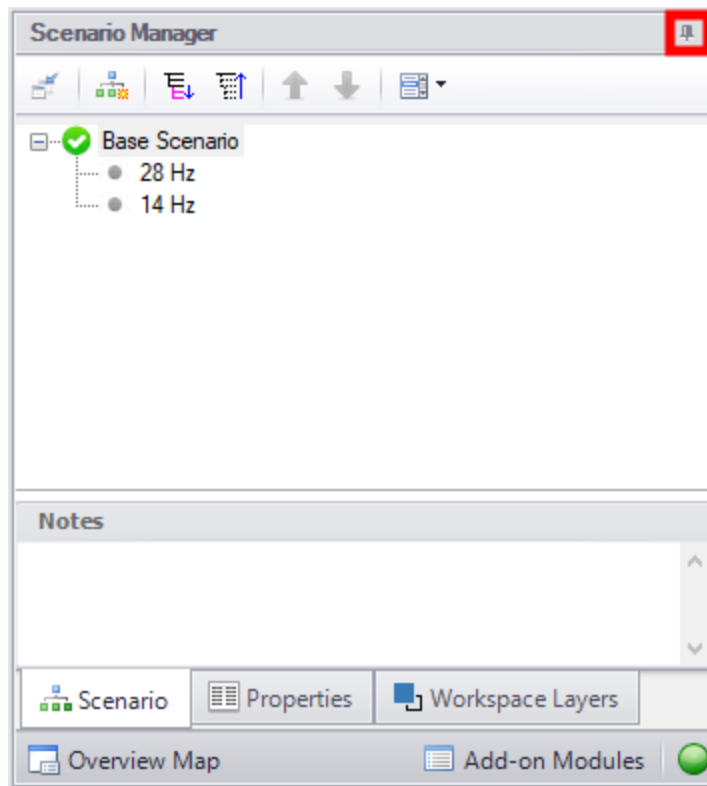 Scenario Manager
Base Scenario
28 Hz
14 Hz
Notes
Scenario Properties Workspace Layers
Overview Map Add-on Modules